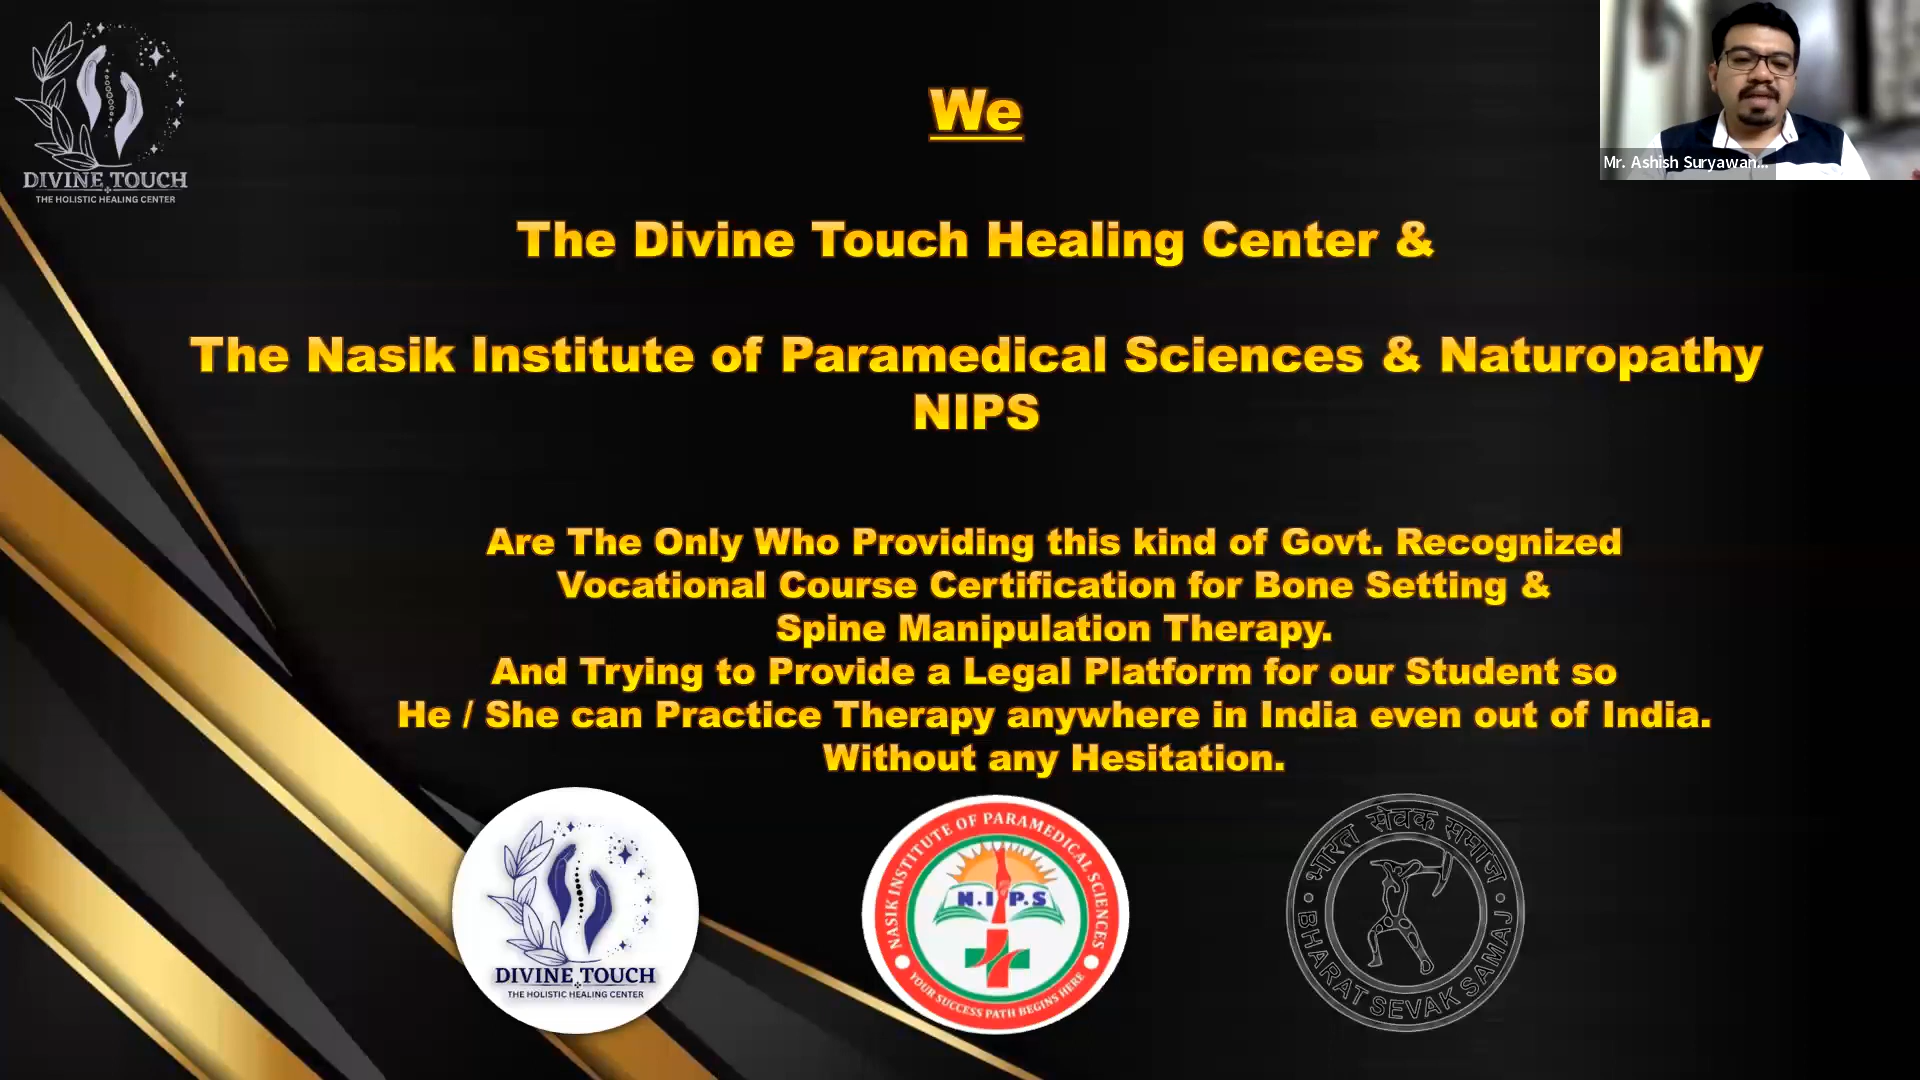 DIVINE TOUCH
THE HOLISTIC HEALING CENTER
We
Mr. Ashish Suryawan...
The Divine Touch Healing Center &
The Nasik Institute of Paramedical Sciences & Naturopathy
NIPS
Are The Only Who Providing this kind of Govt. Recognized
Vocational Course Certification for Bone Setting &
Spine Manipulation Therapy.
And Trying to Provide a Legal Platform for our Student so
He / She can Practice Therapy anywhere in India even out of India.
Without any Hesitation.
DIVINE TOUCH
THE HOLISTIC HEALING CENTER
NASIK INSTITUTE OF PARAMEDICAL SCIENCES
N.I.P.S
YOUR SUCCESS PATH BEGINS HERE
भारत सेवक समाज
BHARAT SEVAK SAMAJ